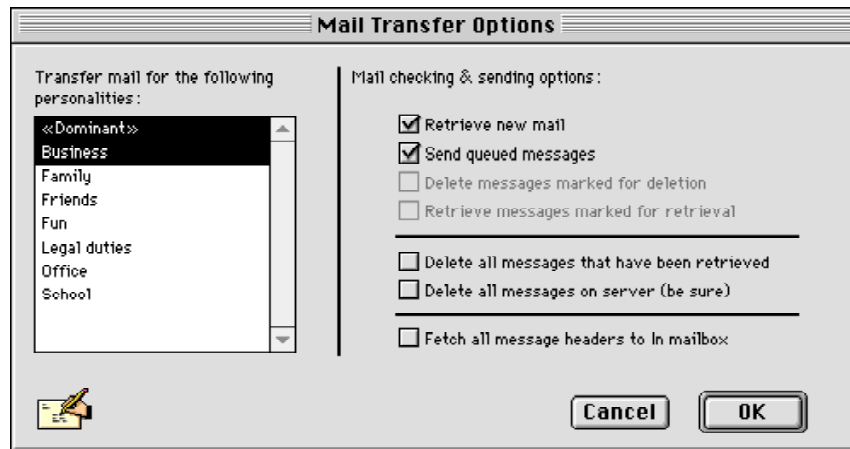 Mail Transfer Options
Transfer mail for the following
personalities:
«Dominant»
Business
Family
Friends
Fun
Legal duties
Office
School
Mail checking & sending options:
Retrieve new mail
Send queued messages
Delete messages marked for deletion
Retrieve messages marked for retrieval
Delete all messages that have been retrieved
Delete all messages on server (be sure)
Fetch all message headers to In mailbox
Cancel
OK